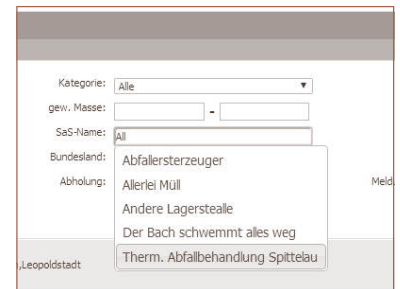 Kategorie: Alle
gew. Masse: -
SaS-Name: All
Bundesland:
Abfallersterzeuger
Abholung:
Allerlei Müll
Meld.
Andere Lagerstealle
Der Bach schwemmt alles weg
Therm. Abfallbehandlung Spittelau
,Leopoldstadt